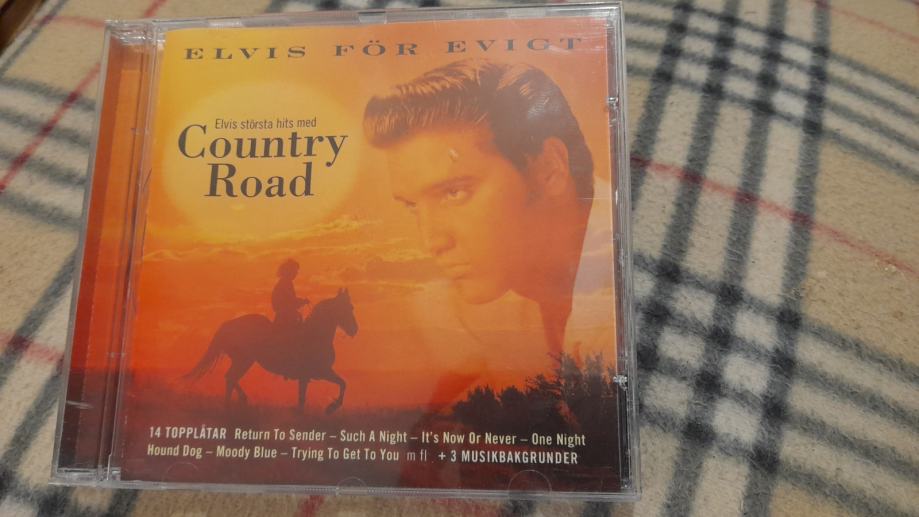 ELVIS FÖR EVIGT
Elvis största hits med
Country
Road
14 TOPPLÅTAR Return To Sender – Such A Night – It's Now Or Never – One Night
Hound Dog – Moody Blue – Trying To Get To You m fl + 3 MUSIKBAKGRUNDER